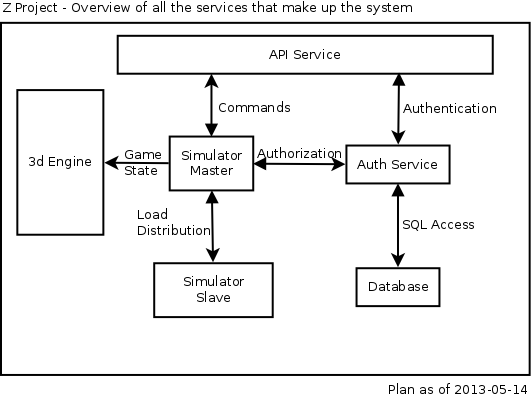 Z Project - Overview of all the services that make up the system
API Service
Commands
Authentication
3d Engine
Game
State
Simulator
Master
Authorization
Auth Service
Load
Distribution
SQL Access
Simulator
Slave
Database
Plan as of 2013-05-14